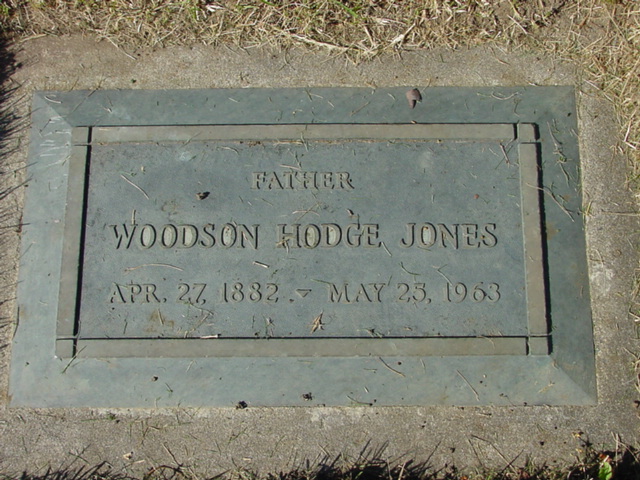 FATHER
WOODSON HODGE JONES
APR. 27, 1882 - MAY 25, 1963